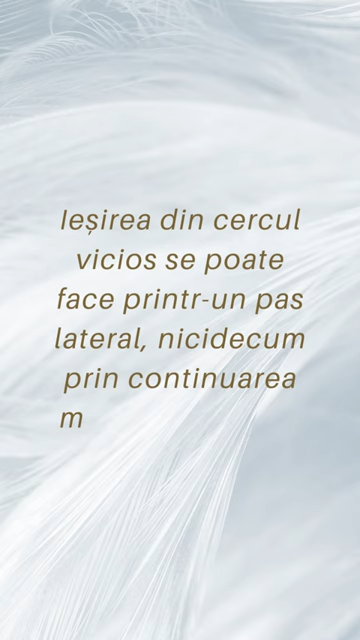 Ieșirea din cercul
vicios se poate
face printr-un pas
lateral, nicidecum
prin continuarea
m